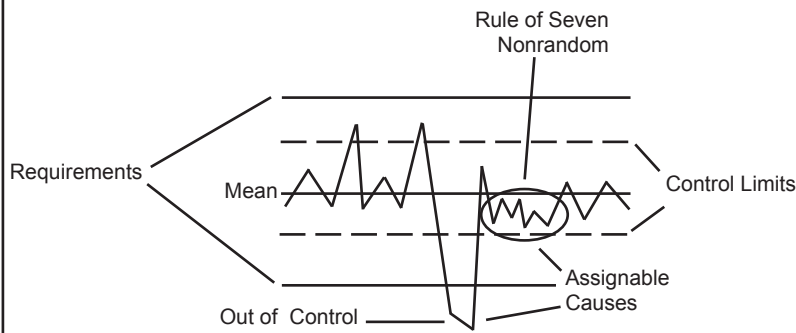 Rule of Seven
Nonrandom
Requirements
Mean
Control Limits
Assignable
Causes
Out of  Control